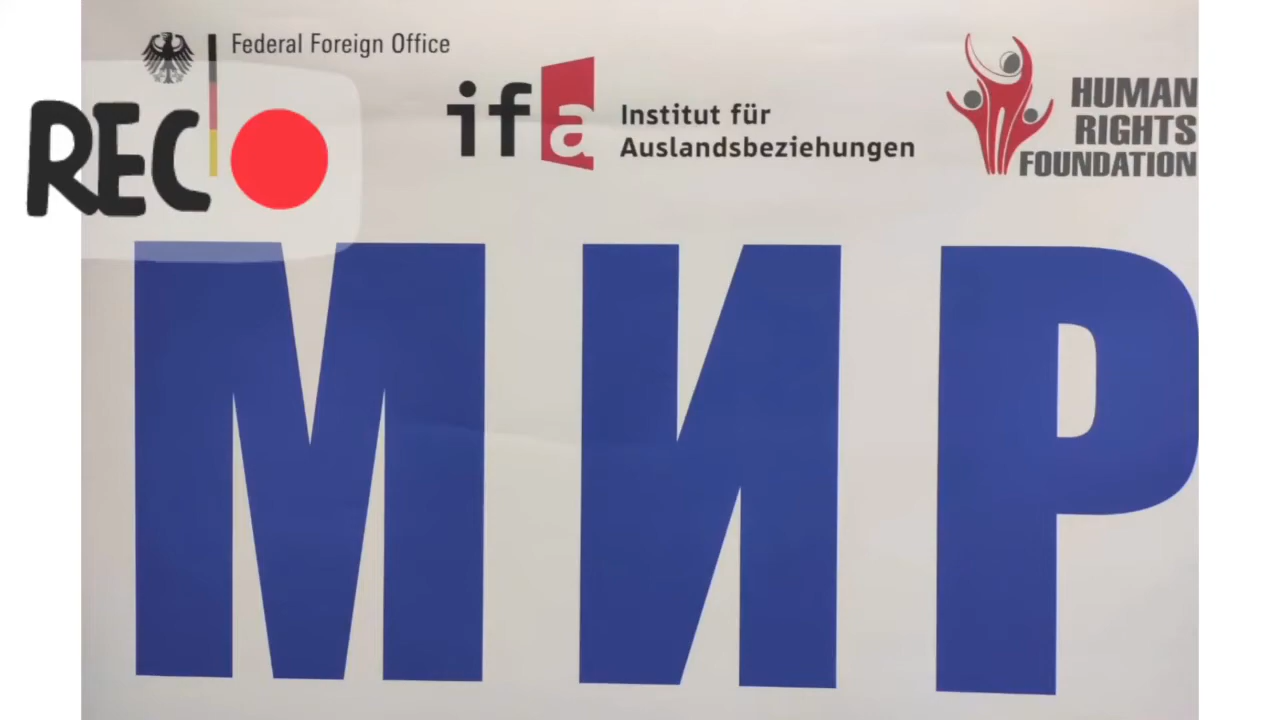 Federal Foreign Office
REC
ifa
Institut für
Auslandsbeziehungen
HUMAN
RIGHTS
FOUNDATION
МИР